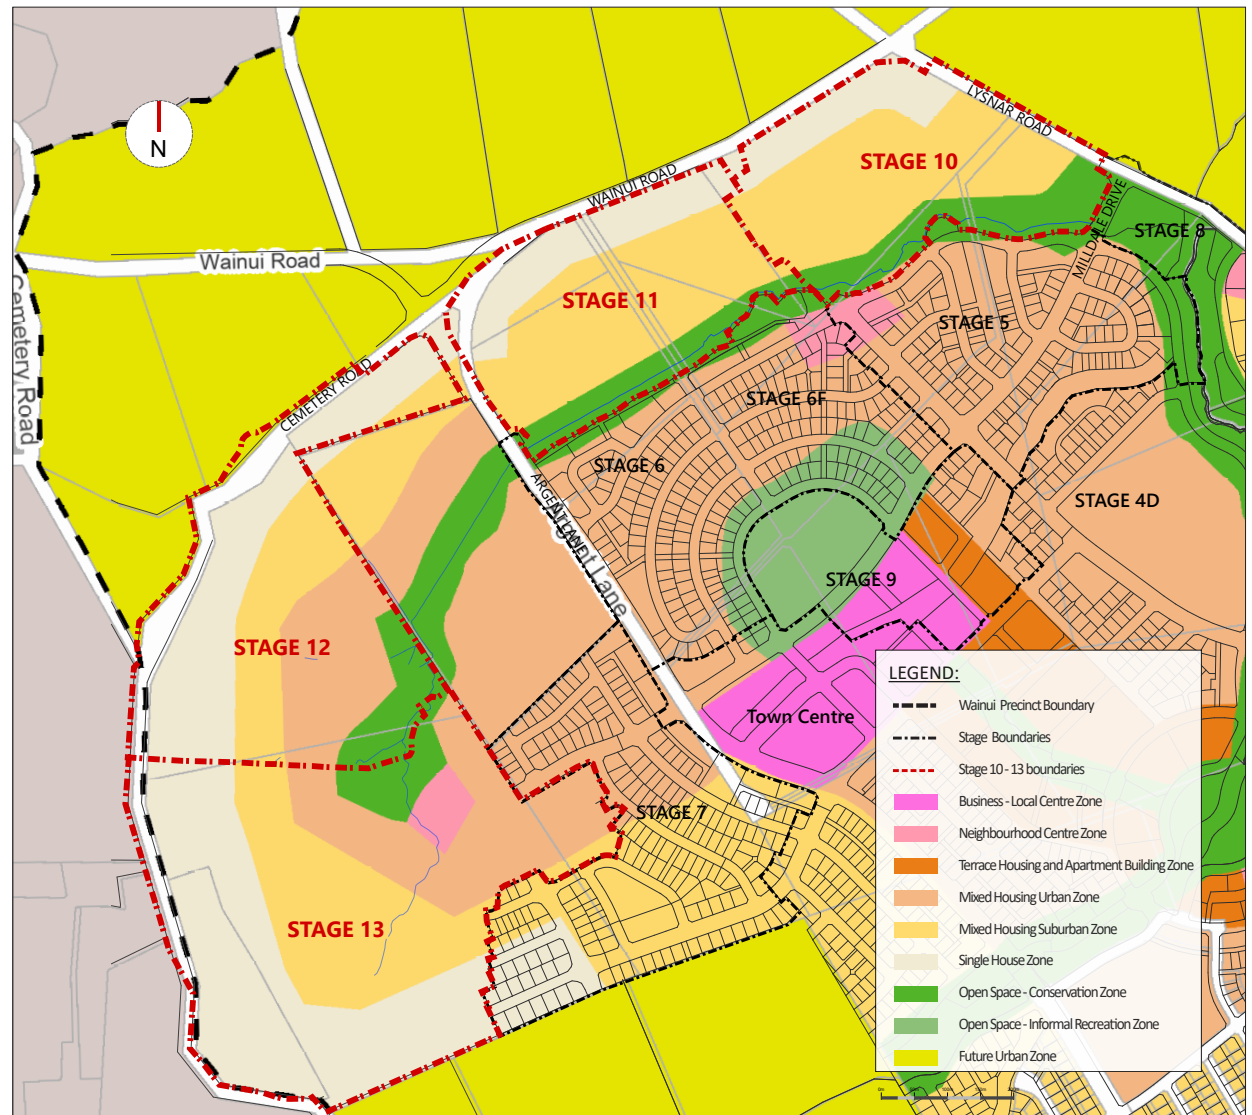 N
LYSNAR ROAD
STAGE 10
WAINUI ROAD
MILLDALE DRIVE
STAGE 8
Wainui Road
Cemetery Road
STAGE 11
STAGE 5
CEMETERY ROAD
STAGE 6F
STAGE 6
ARGENT LANE
Argent Lane
STAGE 4D
STAGE 9
STAGE 12
Town Centre
STAGE 7
STAGE 13
LEGEND:
Wainui Precinct Boundary
Stage Boundaries
Stage 10 - 13 boundaries
Business - Local Centre Zone
Neighbourhood Centre Zone
Terrace Housing and Apartment Building Zone
Mixed Housing Urban Zone
Mixed Housing Suburban Zone
Single House Zone
Open Space - Conservation Zone
Open Space - Informal Recreation Zone
Future Urban Zone